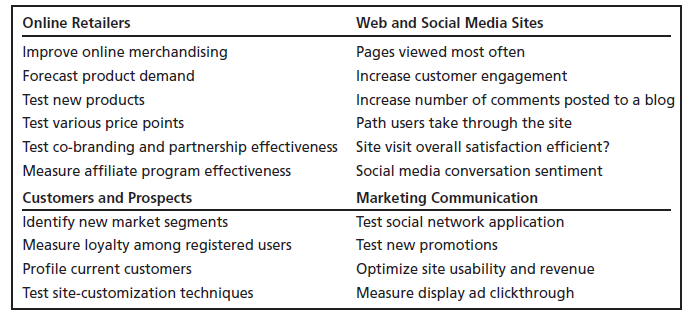 Online Retailers
Improve online merchandising
Forecast product demand
Test new products
Test various price points
Test co-branding and partnership effectiveness
Measure affiliate program effectiveness
Web and Social Media Sites
Pages viewed most often
Increase customer engagement
Increase number of comments posted to a blog
Path users take through the site
Site visit overall satisfaction efficient?
Social media conversation sentiment
Customers and Prospects
Identify new market segments
Measure loyalty among registered users
Profile current customers
Test site-customization techniques
Marketing Communication
Test social network application
Test new promotions
Optimize site usability and revenue
Measure display ad clickthrough